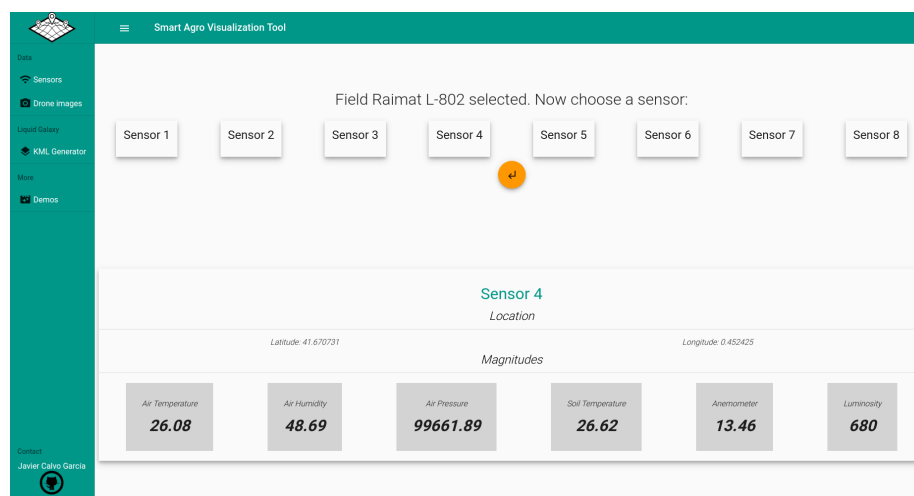 Smart Agro Visualization Tool
Data
Sensors
Drone images
Liquid Galaxy
KML Generator
More
Demos
Contact
Javier Calvo García
Field Raimat L-802 selected. Now choose a sensor:
Sensor 1 Sensor 2 Sensor 3 Sensor 4 Sensor 5 Sensor 6 Sensor 7 Sensor 8
Sensor 4
Location
Latitude: 41.670731 Longitude: 0.452425
Magnitudes
Air Temperature Air Humidity Air Pressure Soil Temperature Anemometer Luminosity
26.08 48.69 99661.89 26.62 13.46 680